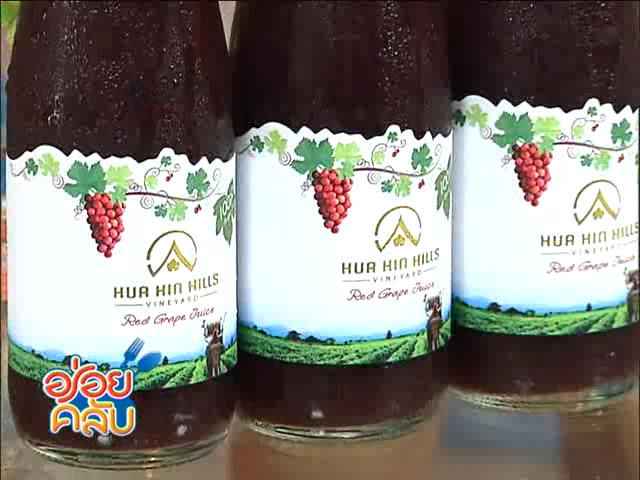 HUA HIN HILLS
VINEYARD
Red Grape Juice
HUA HIN HILLS
VINEYARD
Red Grape Juice
HUA HIN HILLS
VINEYARD
Red Grape Juice
อร่อย
คลับ